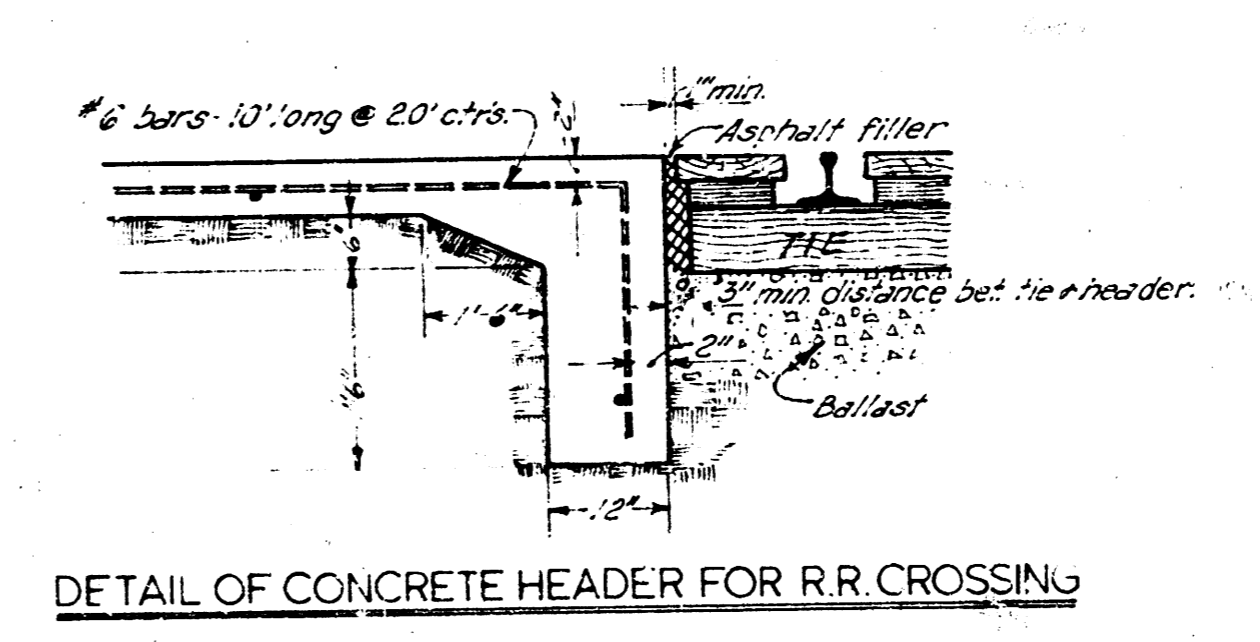 1" min.
#6 bars - 10' long @ 2.0' ctrs.
2"
Asphalt filler
TIE
6"
3" min. distance bet. tie & header.
2"
Ballast
12"
DETAIL OF CONCRETE HEADER FOR R.R. CROSSING